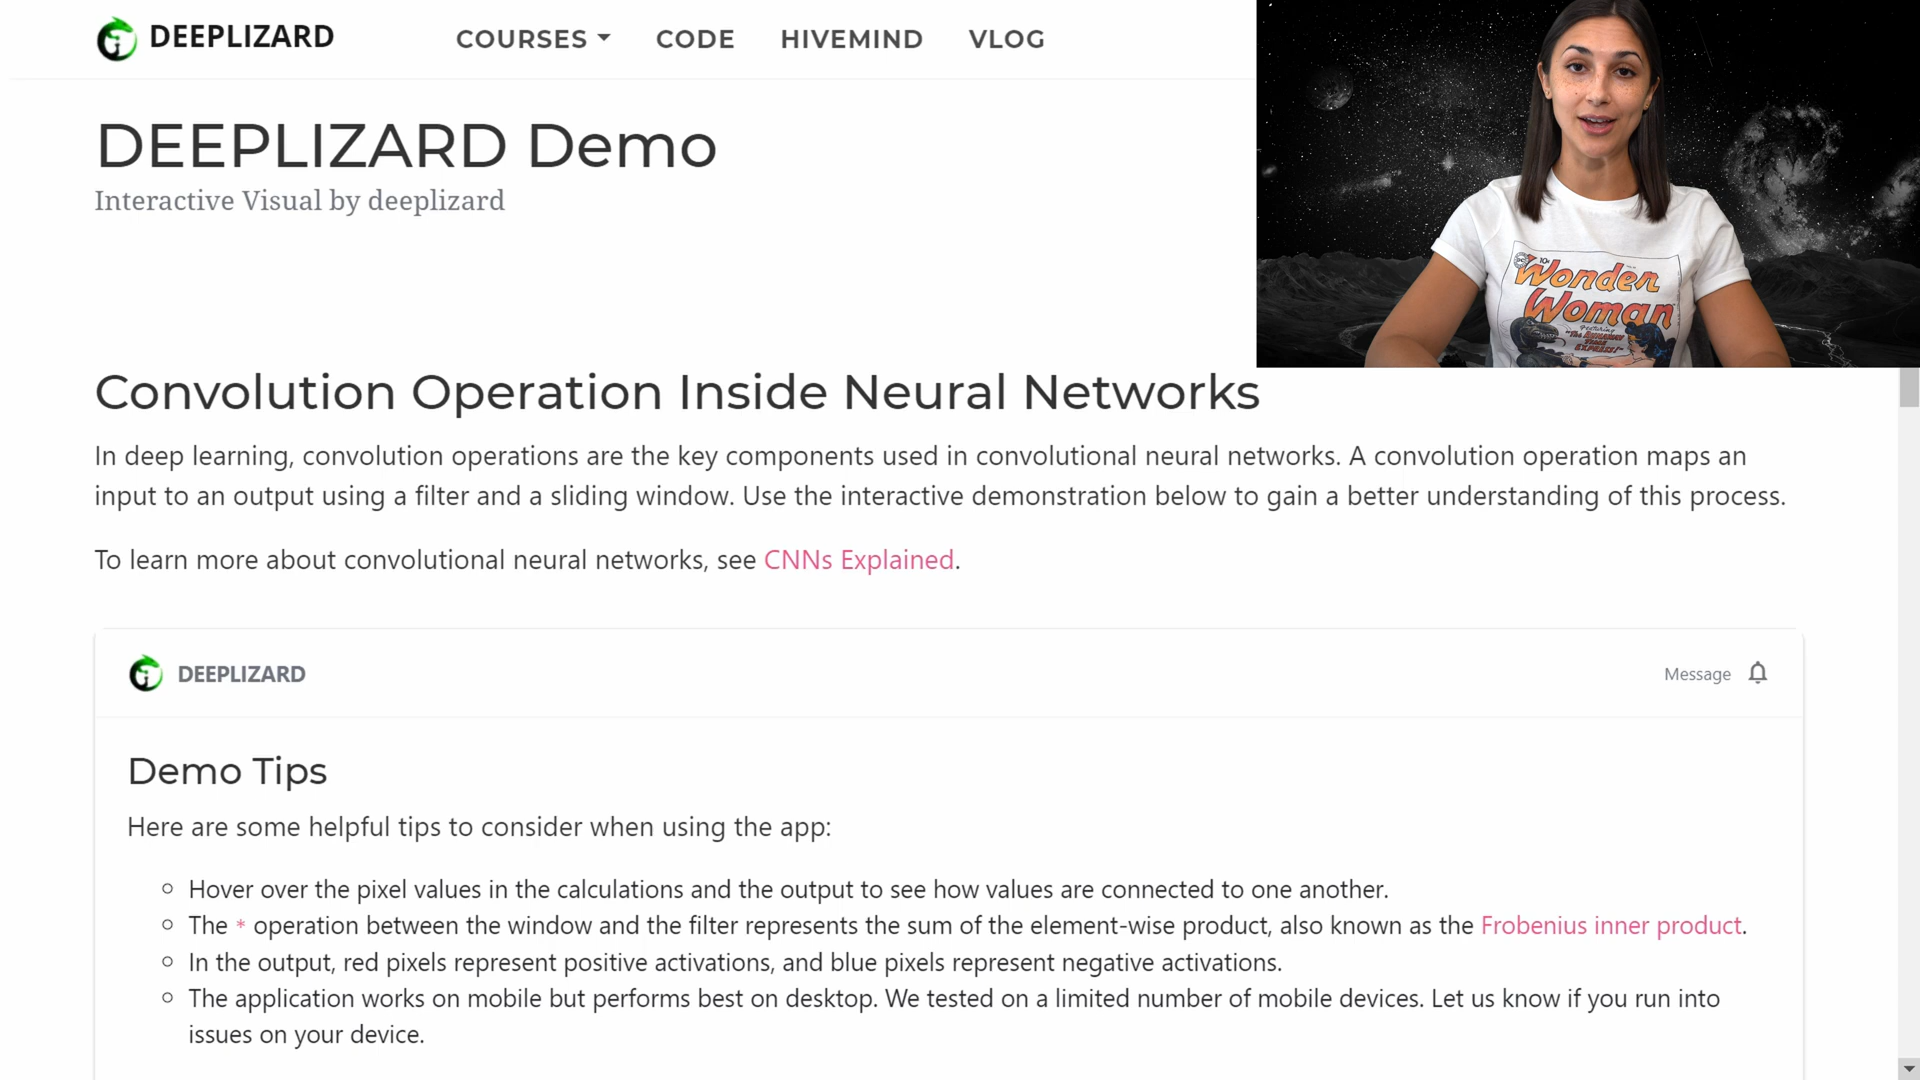 DEEPLIZARD
COURSES CODE HIVEMIND VLOG
DEEPLIZARD Demo
Interactive Visual by deeplizard
10¢
Wonder
Woman
Featuring
"The RUNAWAY
TIME
EXPRESS!"
Convolution Operation Inside Neural Networks
In deep learning, convolution operations are the key components used in convolutional neural networks. A convolution operation maps an
input to an output using a filter and a sliding window. Use the interactive demonstration below to gain a better understanding of this process.
To learn more about convolutional neural networks, see CNNs Explained.
DEEPLIZARD
Message
Demo Tips
Here are some helpful tips to consider when using the app:
Hover over the pixel values in the calculations and the output to see how values are connected to one another.
The * operation between the window and the filter represents the sum of the element-wise product, also known as the Frobenius inner product.
In the output, red pixels represent positive activations, and blue pixels represent negative activations.
The application works on mobile but performs best on desktop. We tested on a limited number of mobile devices. Let us know if you run into
issues on your device.